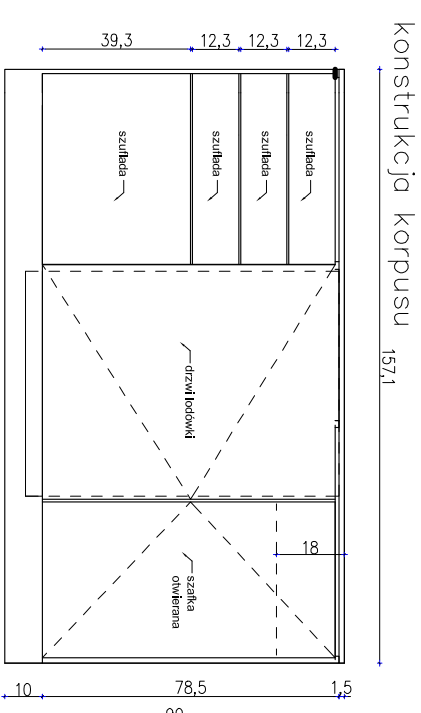 konstrukcja korpusu
157,1
12,3
12,3
12,3
39,3
szuflada
szuflada
szuflada
szuflada
drzwi lodówki
18
szafka
otwierana
1,5
78,5
10